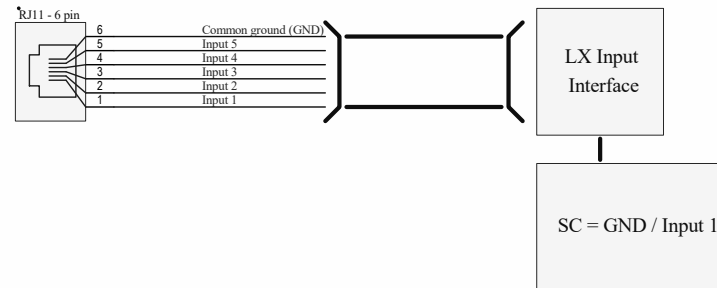 RJ11 - 6 pin
6 Common ground (GND)
5 Input 5
4 Input 4
3 Input 3
2 Input 2
1 Input 1
LX Input
Interface
SC = GND / Input 1